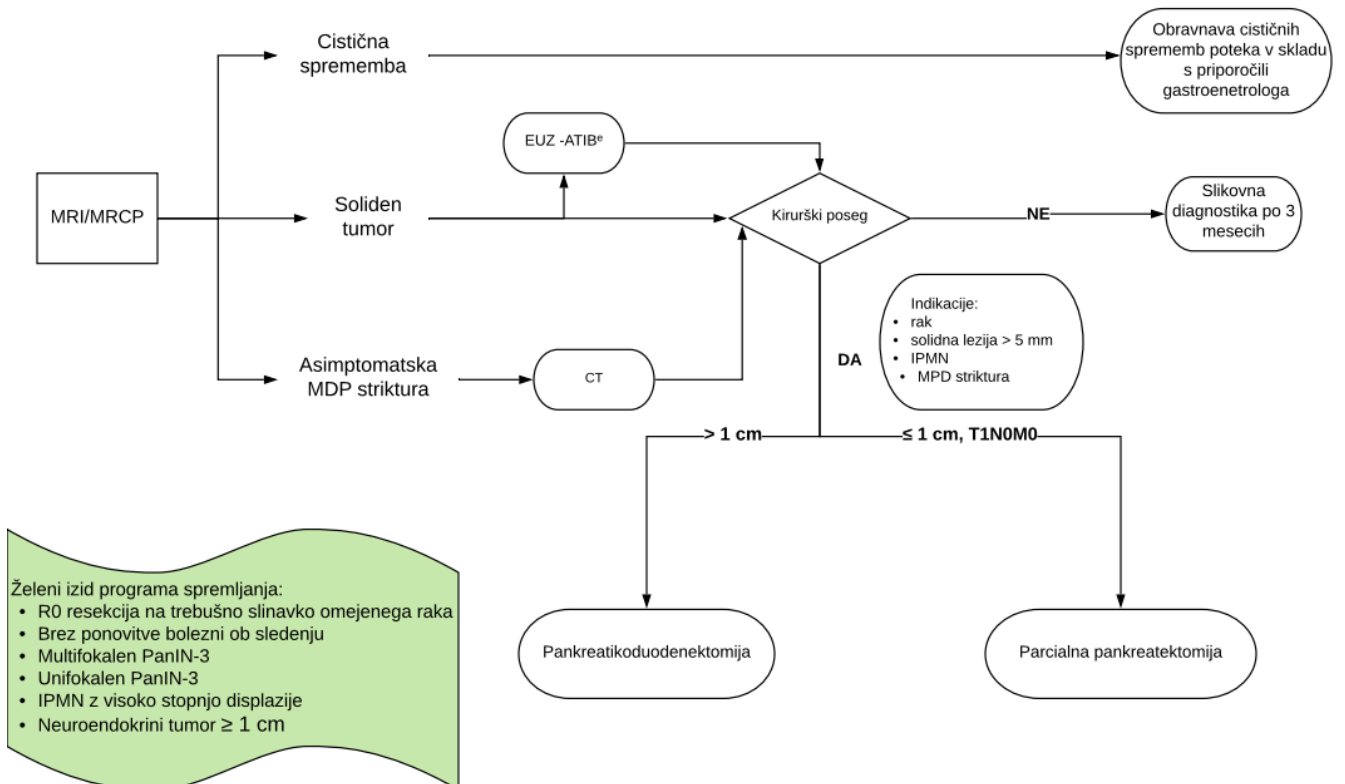 Cistična
sprememba
Obravnava cističnih
sprememb poteka v skladu
s priporočili
gastroenetrologa
EUZ -ATIBᵉ
MRI/MRCP
Soliden
tumor
Kirurški poseg
NE
Slikovna
diagnostika po 3
mesecih
Indikacije:
• rak
• solidna lezija > 5 mm
• IPMN
• MPD striktura
DA
Asimptomatska
MDP striktura
CT
> 1 cm
≤ 1 cm, T1N0M0
Želeni izid programa spremljanja:
• R0 resekcija na trebušno slinavko omejenega raka
• Brez ponovitve bolezni ob sledenju
• Multifokalen PanIN-3
• Unifokalen PanIN-3
• IPMN z visoko stopnjo displazije
• Neuroendokrini tumor ≥ 1 cm
Pankreatikoduodenektomija
Parcialna pankreatektomija